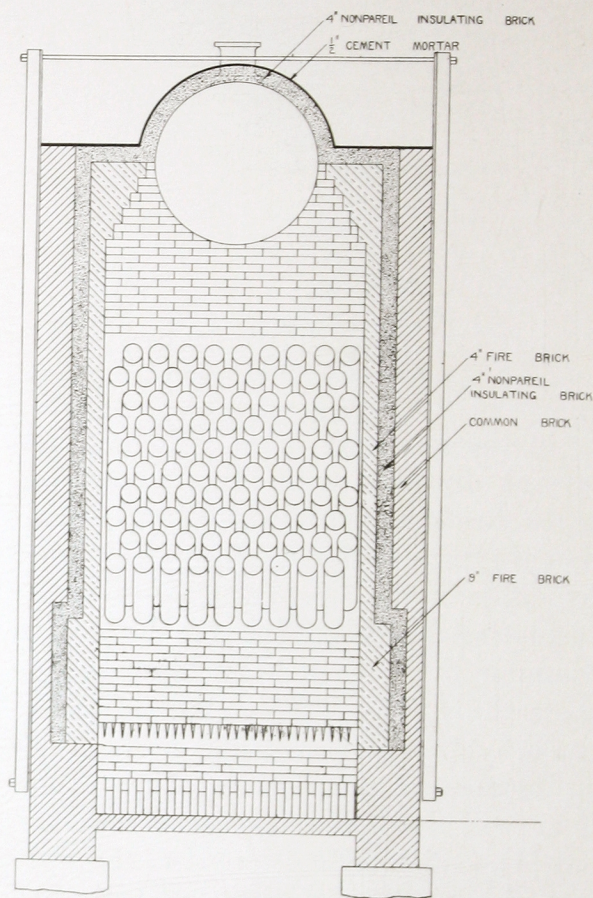 4" NONPAREIL INSULATING BRICK
1/2" CEMENT MORTAR
4" FIRE BRICK
4" NONPAREIL
INSULATING BRICK
COMMON BRICK
9" FIRE BRICK